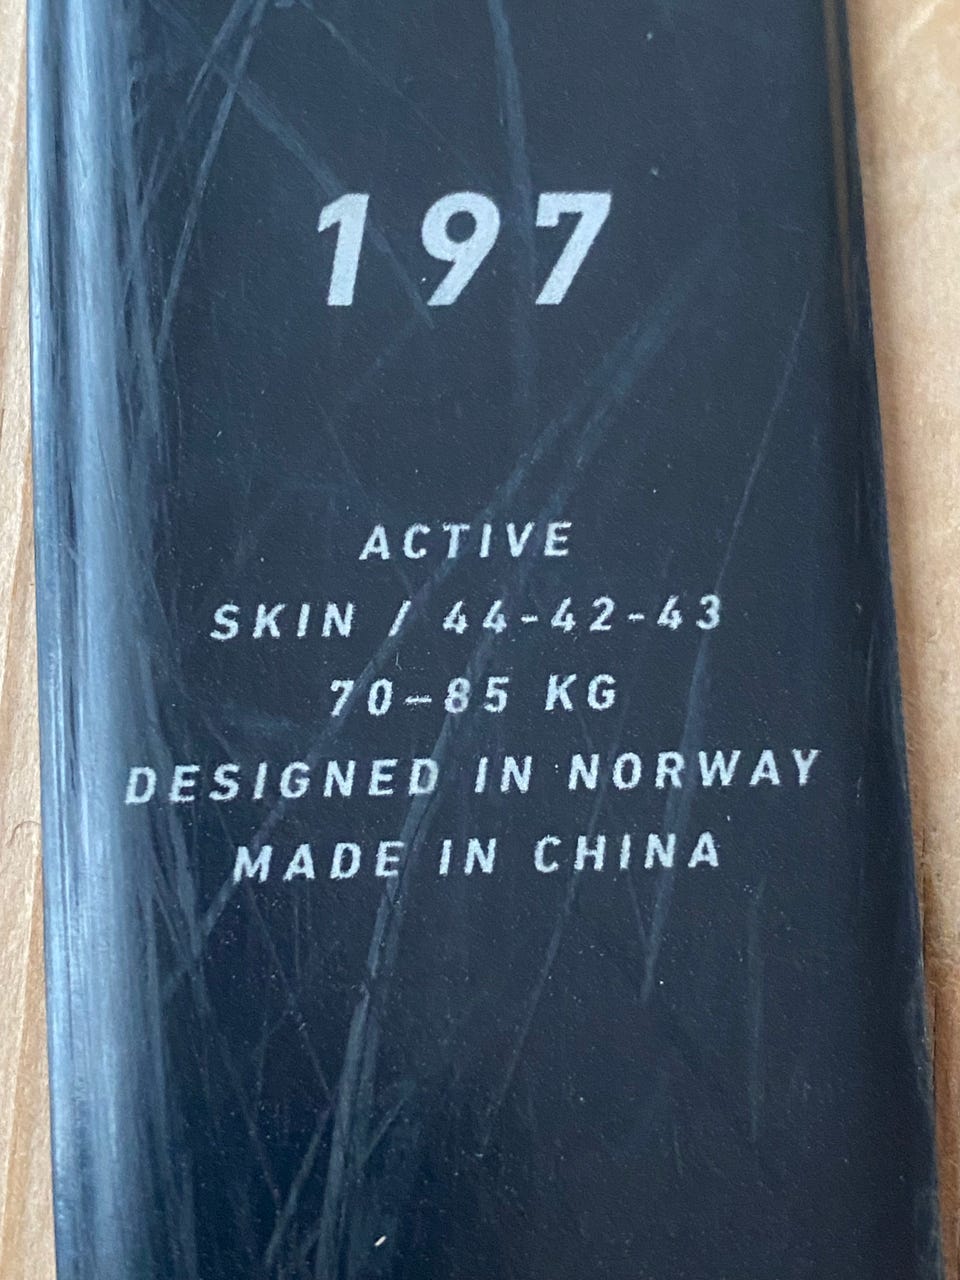 197
ACTIVE
SKIN / 44-42-43
70-85 KG
DESIGNED IN NORWAY
MADE IN CHINA